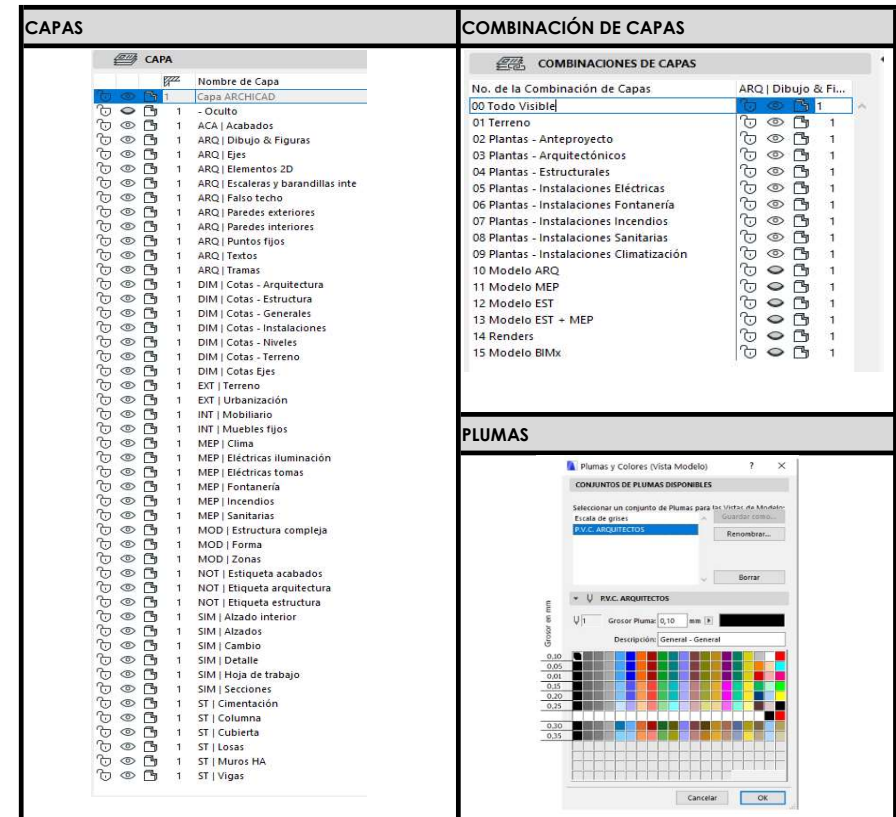 CAPAS
CAPA
Nombre de Capa
1 Capa ARCHICAD
1 - Oculto
1 ACA | Acabados
1 ARQ | Dibujo & Figuras
1 ARQ | Ejes
1 ARQ | Elementos 2D
1 ARQ | Escaleras y barandillas inte
1 ARQ | Falso techo
1 ARQ | Paredes exteriores
1 ARQ | Paredes interiores
1 ARQ | Puntos fijos
1 ARQ | Textos
1 ARQ | Tramas
1 DIM | Cotas - Arquitectura
1 DIM | Cotas - Estructura
1 DIM | Cotas - Generales
1 DIM | Cotas - Instalaciones
1 DIM | Cotas - Niveles
1 DIM | Cotas - Terreno
1 DIM | Cotas Ejes
1 EXT | Terreno
1 EXT | Urbanización
1 INT | Mobiliario
1 INT | Muebles fijos
1 MEP | Clima
1 MEP | Eléctricas iluminación
1 MEP | Eléctricas tomas
1 MEP | Fontanería
1 MEP | Incendios
1 MEP | Sanitarias
1 MOD | Estructura compleja
1 MOD | Forma
1 MOD | Zonas
1 NOT | Estiqueta acabados
1 NOT | Etiqueta arquitectura
1 NOT | Etiqueta estructura
1 SIM | Alzado interior
1 SIM | Alzados
1 SIM | Cambio
1 SIM | Detalle
1 SIM | Hoja de trabajo
1 SIM | Secciones
1 ST | Cimentación
1 ST | Columna
1 ST | Cubierta
1 ST | Losas
1 ST | Muros HA
1 ST | Vigas
COMBINACIÓN DE CAPAS
COMBINACIONES DE CAPAS
No. de la Combinación de Capas ARQ | Dibujo & Fi...
00 Todo Visible 1
01 Terreno 1
02 Plantas - Anteproyecto 1
03 Plantas - Arquitectónicos 1
04 Plantas - Estructurales 1
05 Plantas - Instalaciones Eléctricas 1
06 Plantas - Instalaciones Fontanería 1
07 Plantas - Instalaciones Incendios 1
08 Plantas - Instalaciones Sanitarias 1
09 Plantas - Instalaciones Climatización 1
10 Modelo ARQ 1
11 Modelo MEP 1
12 Modelo EST 1
13 Modelo EST + MEP 1
14 Renders 1
15 Modelo BIMx 1
PLUMAS
Plumas y Colores (Vista Modelo) ?
CONJUNTOS DE PLUMAS DISPONIBLES
Seleccionar un conjunto de Plumas para las Vistas de Modelo:
Escala de grises Guardar como...
P.V.C. ARQUITECTOS Renombrar...
Borrar
P.V.C. ARQUITECTOS
1 Grosor Pluma: 0,10 mm
Descripción: General - General
Grosor en mm
0,10
0,05
0,01
0,15
0,20
0,25
0,30
0,35
Cancelar OK